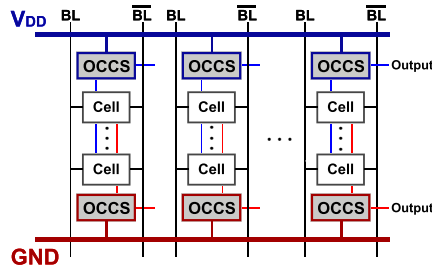 BL BL BL BL BL BL
VDD
OCCS OCCS OCCS Output
Cell Cell Cell
...
Cell Cell Cell
OCCS OCCS OCCS Output
GND